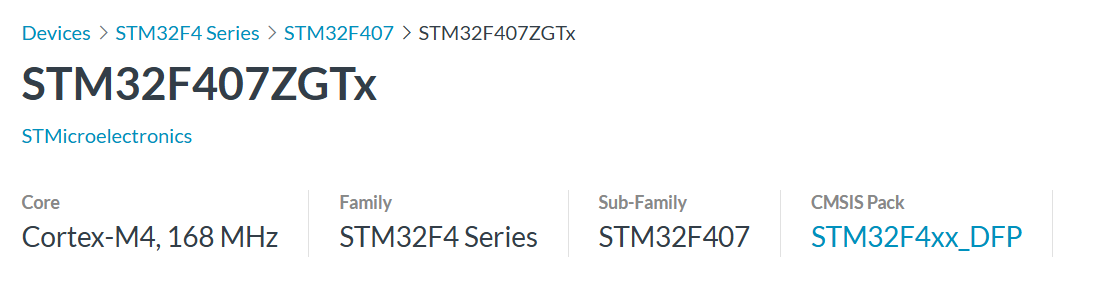 Devices > STM32F4 Series > STM32F407 > STM32F407ZGTx
STM32F407ZGTx
STMicroelectronics
Core Family Sub-Family CMSIS Pack
Cortex-M4, 168 MHz STM32F4 Series STM32F407 STM32F4xx_DFP